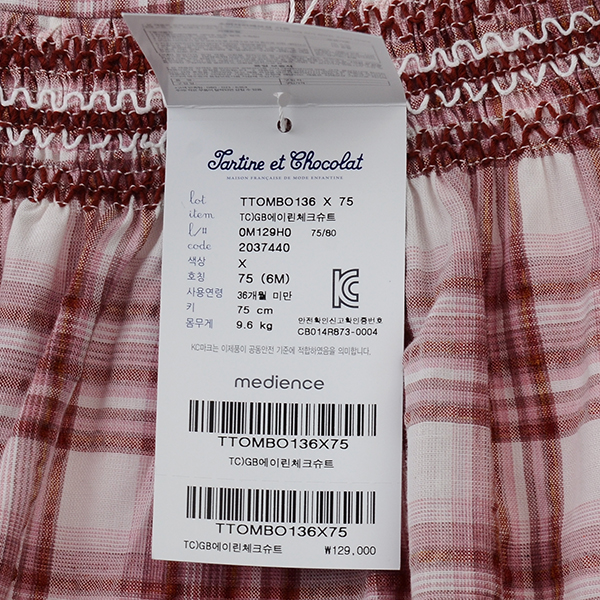 Tartine et Chocolat
MAISON FRANÇAISE DE MODE ENFANTINE
lot TTOMBO136 X 75
item TC)GB에이린체크슈트
l/# 0M129H0 75/80
code 2037440
색상 X
호칭 75 (6M)
사용연령 36개월 미만
키 75 cm
몸무게 9.6 kg
안전확인신고확인증번호
CB014R873-0004
KC마크는 이제품이 공통안전 기준에 적합하였음을 의미합니다.
medience
TTOMBO136X75
TC)GB에이린체크슈트
TTOMBO136X75
TC)GB에이린체크슈트 ₩129,000